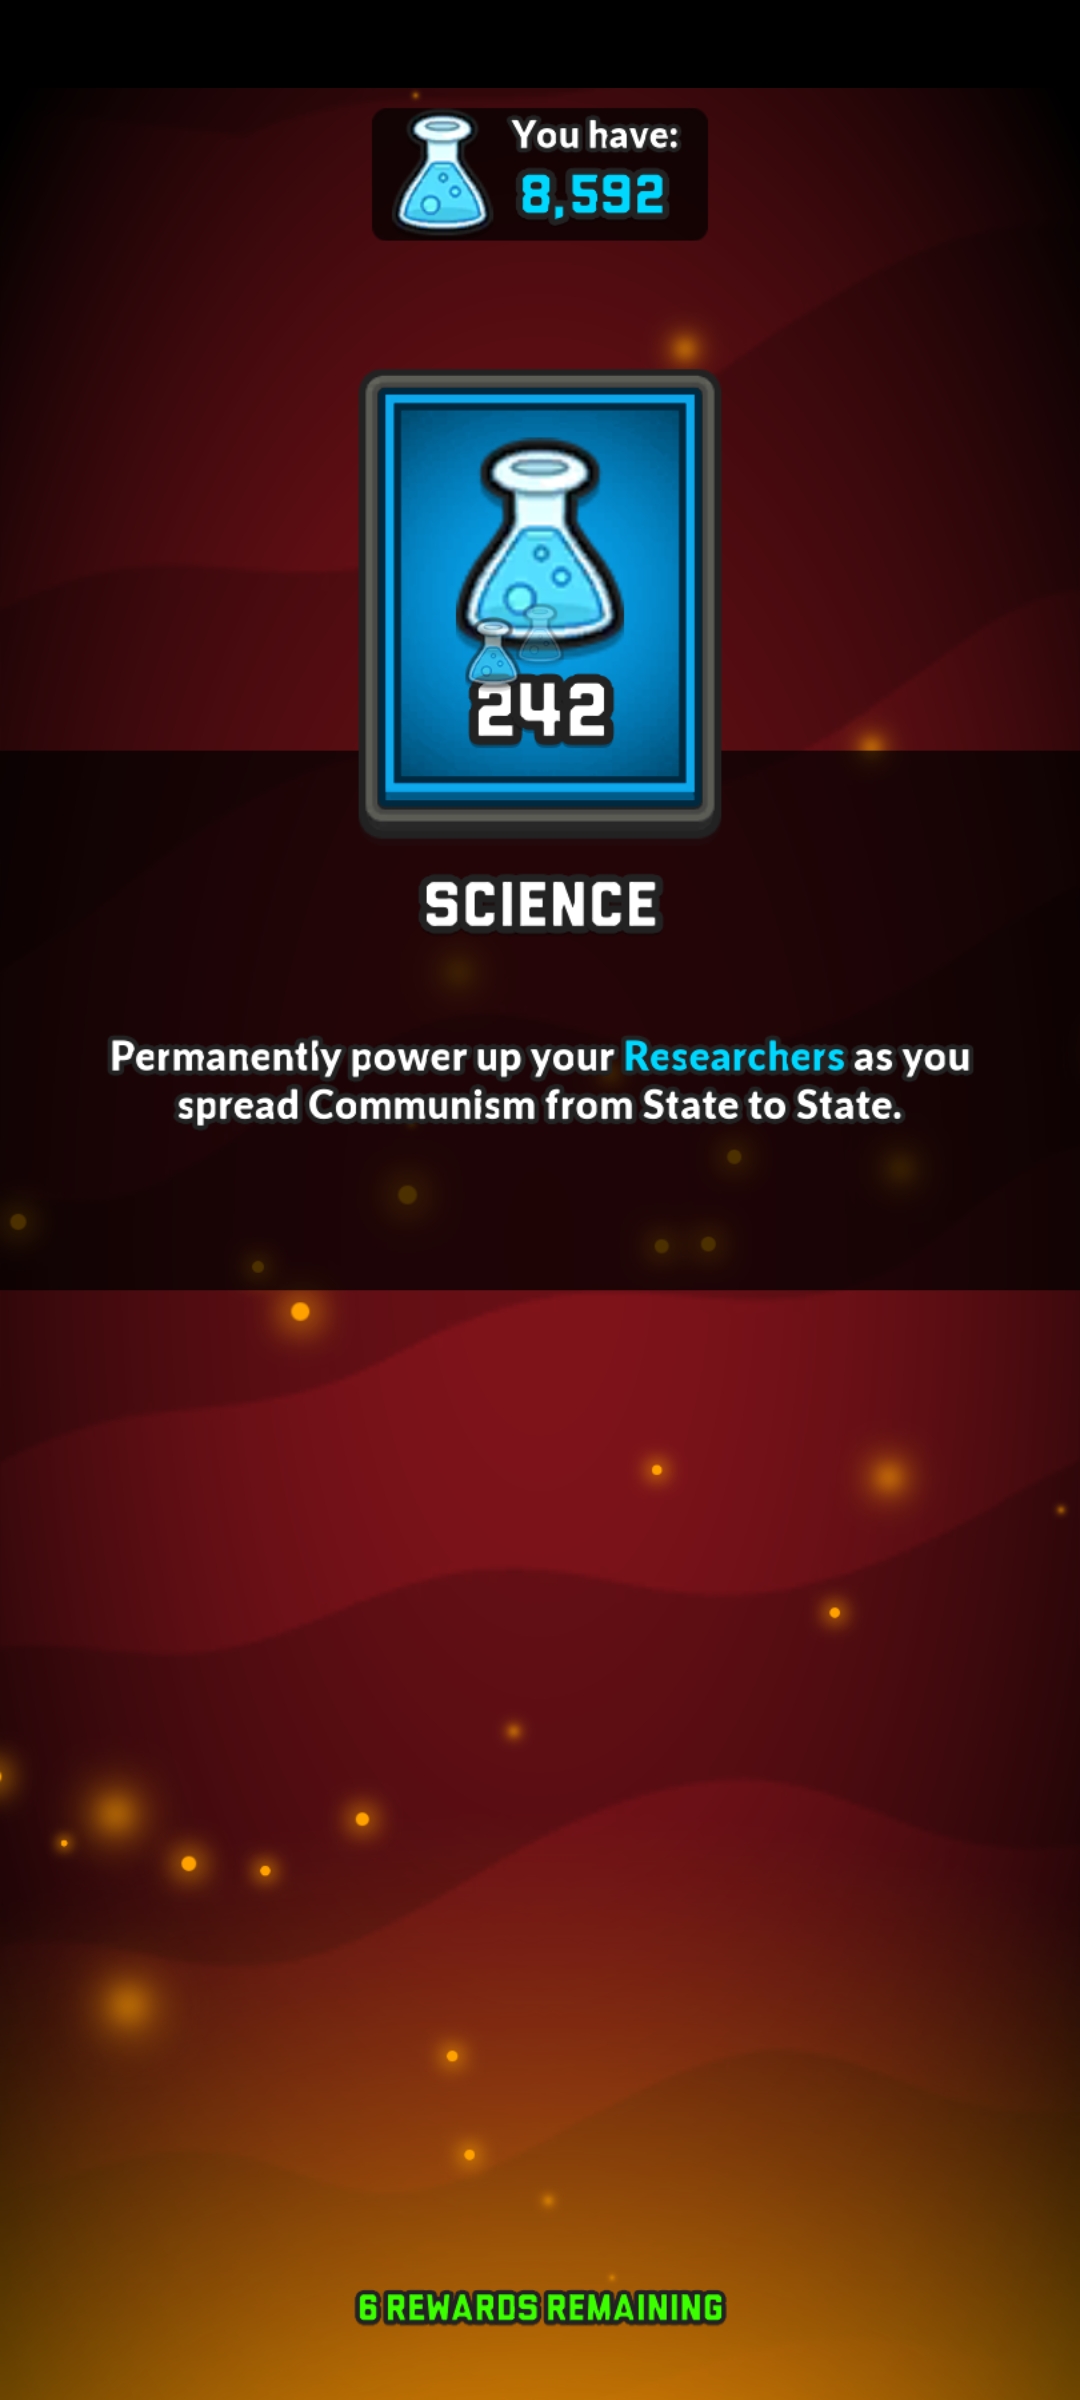 You have:
8,592
242
SCIENCE
Permanently power up your Researchers as you
spread Communism from State to State.
6 REWARDS REMAINING